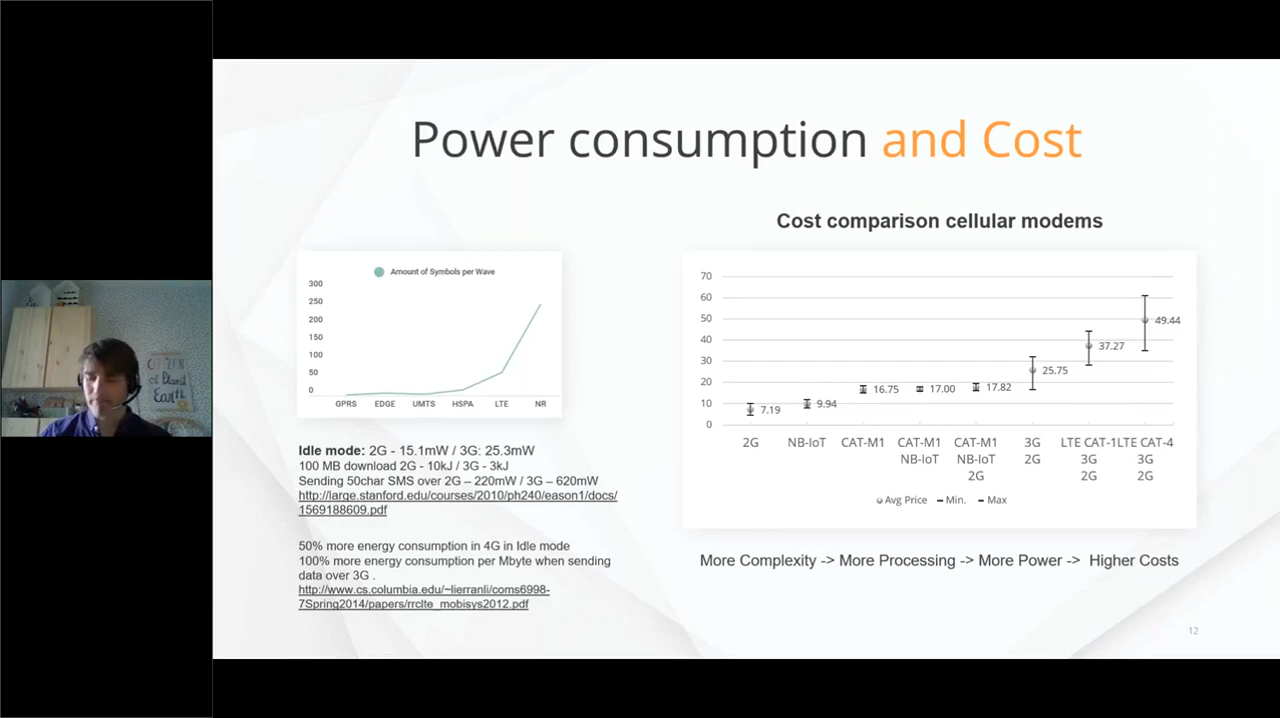 Power consumption and Cost
Cost comparison cellular modems
Amount of Symbols per Wave
300
250
200
150
100
50
0
GPRS EDGE UMTS HSPA LTE NR
Idle mode: 2G - 15.1mW / 3G: 25.3mW
100 MB download 2G - 10kJ / 3G - 3kJ
Sending 50char SMS over 2G – 220mW / 3G – 620mW
http://large.stanford.edu/courses/2010/ph240/eason1/docs/
1569188609.pdf
50% more energy consumption in 4G in Idle mode
100% more energy consumption per Mbyte when sending
data over 3G .
http://www.cs.columbia.edu/~lierranli/coms6998-
7Spring2014/papers/rrclte_mobisys2012.pdf
70
60
50
40
30
20
10
0
7.19
9.94
16.75
17.00
17.82
25.75
37.27
49.44
2G NB-IoT CAT-M1 CAT-M1 CAT-M1 3G LTE CAT-1 LTE CAT-4
NB-IoT NB-IoT 2G 3G 3G
2G 2G 2G
Avg Price Min. Max
More Complexity -> More Processing -> More Power -> Higher Costs
12
CITIZEN
of Planet
Earth